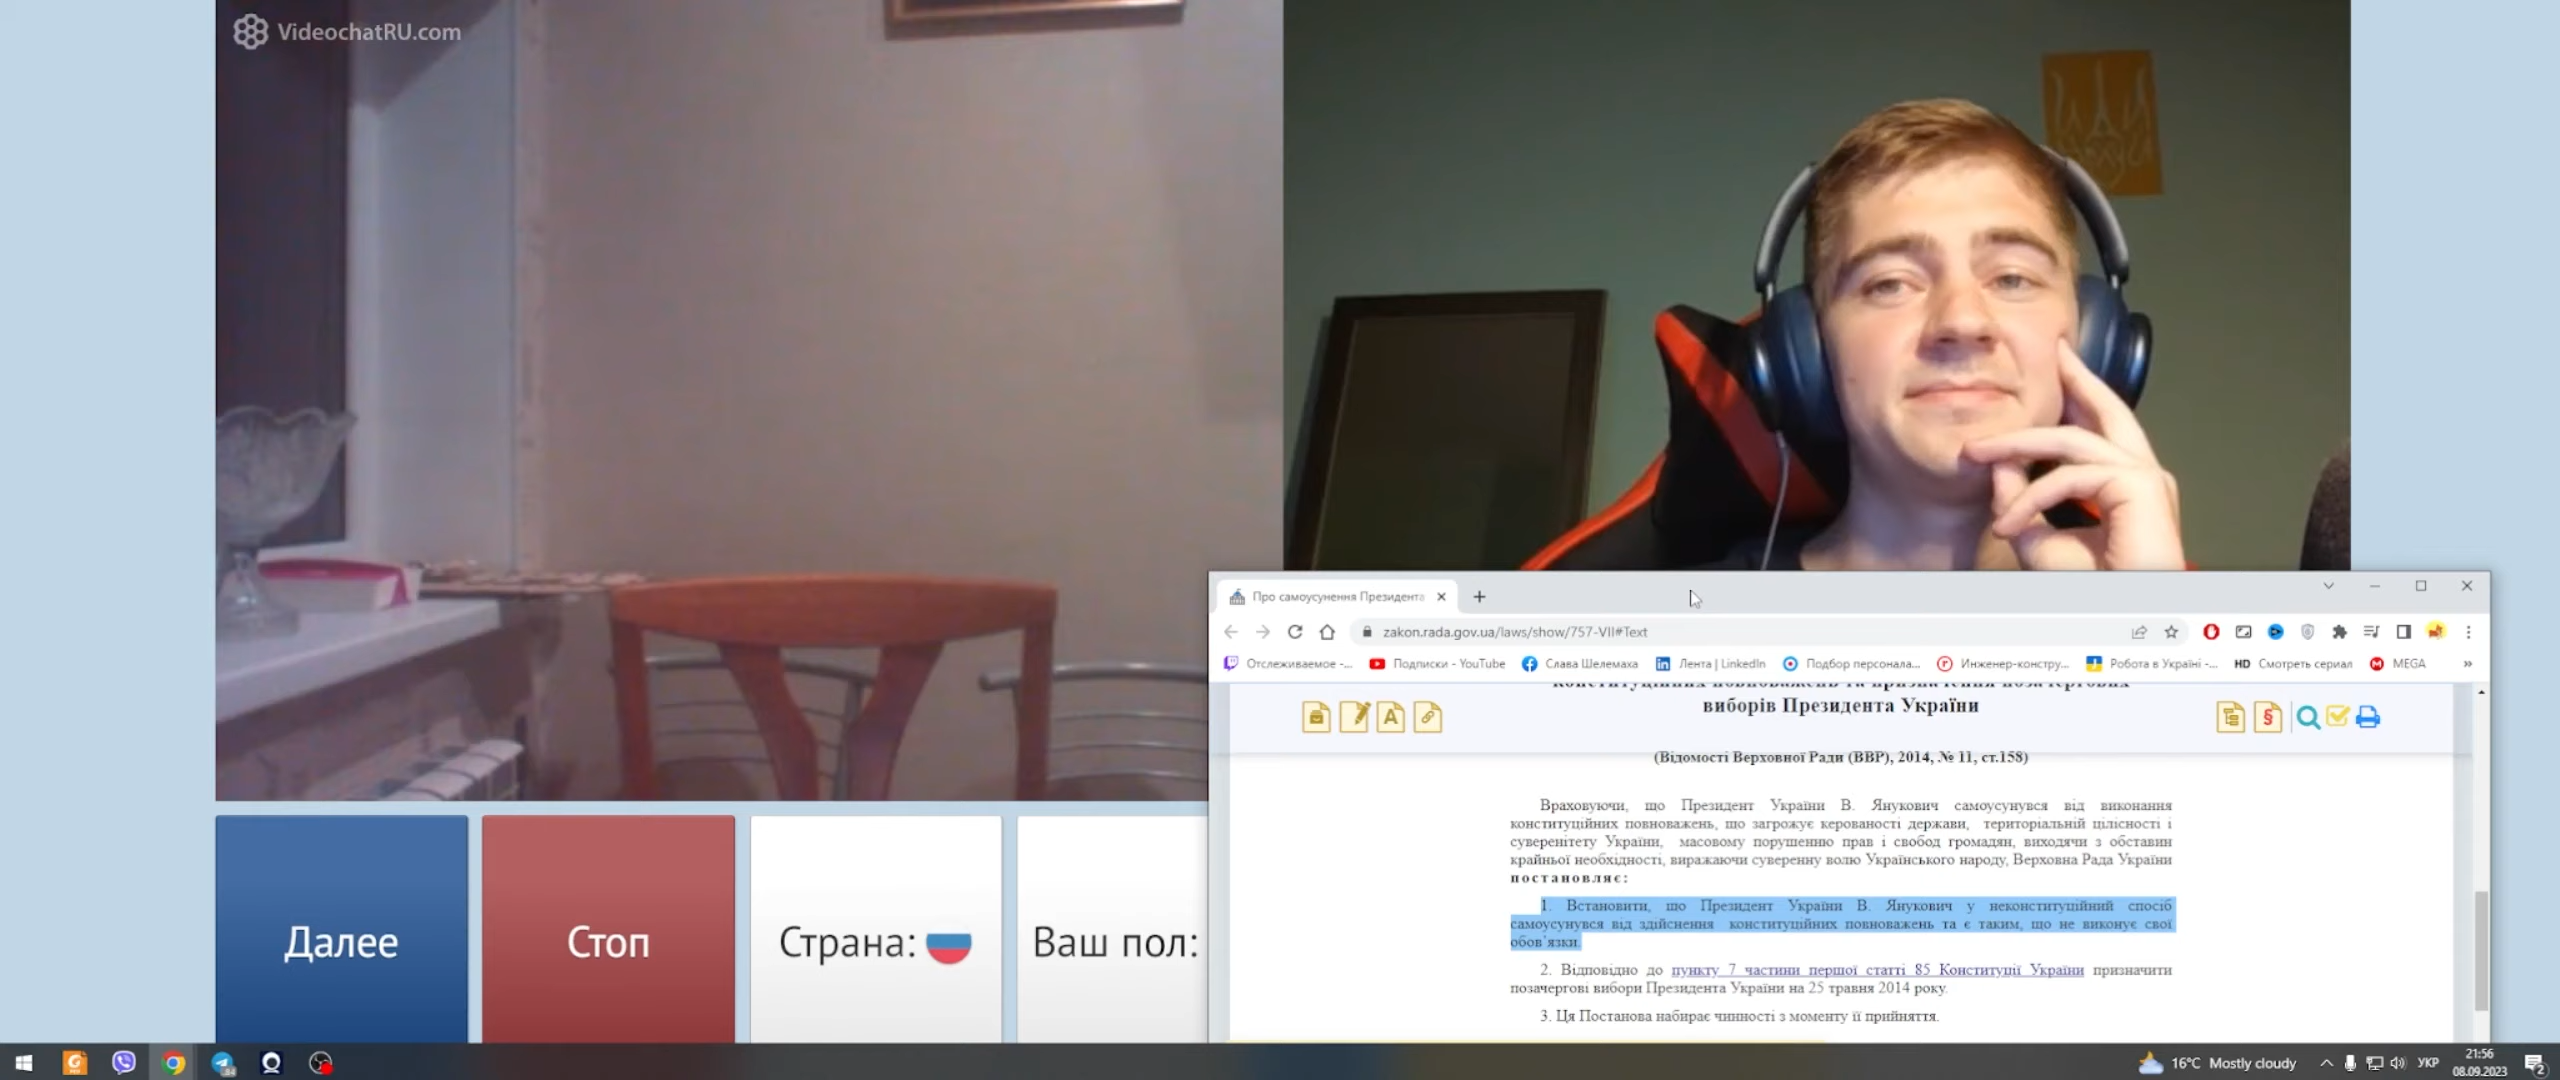 VideochatRU.com
Про самоусунення Президента
zakon.rada.gov.ua/laws/show/757-VII#Text
Отслеживаемое -...
Подписки - YouTube
Слава Шелемаха
Лента | LinkedIn
Подбор персонала...
Инженер-констру...
Робота в Україні -...
HD Смотреть сериал
MEGA
»
конституційних повноважень та призначення позачергових
виборів Президента України
(Відомості Верховної Ради (ВВР), 2014, № 11, ст.158)
Враховуючи, що Президент України В. Янукович самоусунувся від виконання
конституційних повноважень, що загрожує керованості держави, територіальній цілісності і
суверенітету України, масовому порушенню прав і свобод громадян, виходячи з обставин
крайньої необхідності, виражаючи суверенну волю Українського народу, Верховна Рада України
постановляє:
1. Встановити, що Президент України В. Янукович у неконституційний спосіб
самоусунувся від здійснення конституційних повноважень та є таким, що не виконує свої
обов'язки.
2. Відповідно до пункту 7 частини першої статті 85 Конституції України призначити
позачергові вибори Президента України на 25 травня 2014 року.
3. Ця Постанова набирає чинності з моменту її прийняття.
Далее
Стоп
Страна:
Ваш пол:
16°C Mostly cloudy
УКР
21:56
08.09.2023
2